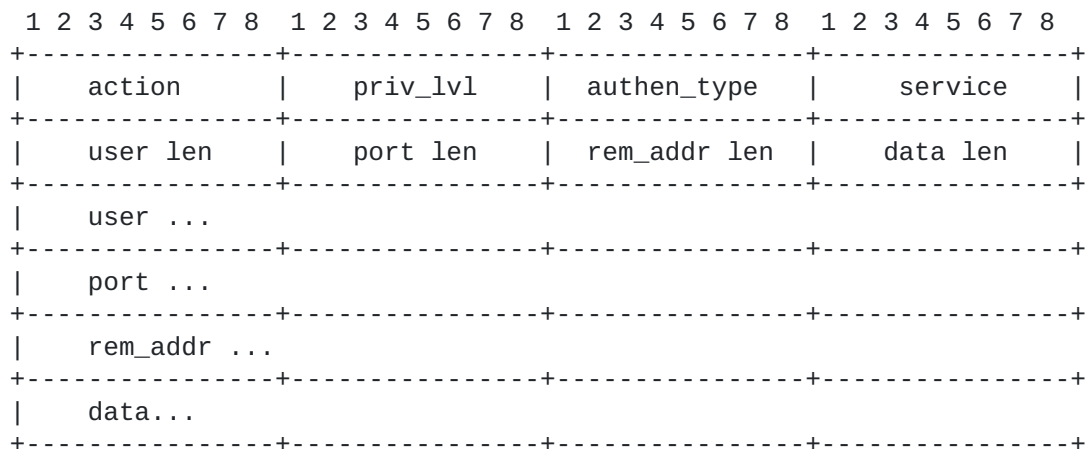 1 2 3 4 5 6 7 8 1 2 3 4 5 6 7 8 1 2 3 4 5 6 7 8 1 2 3 4 5 6 7 8
+----------------+----------------+----------------+----------------+
| action | priv_lvl | authen_type | service |
+----------------+----------------+----------------+----------------+
| user len | port len | rem_addr len | data len |
+----------------+----------------+----------------+----------------+
| user ...
+----------------+----------------+----------------+----------------+
| port ...
+----------------+----------------+----------------+----------------+
| rem_addr ...
+----------------+----------------+----------------+----------------+
| data...
+----------------+----------------+----------------+----------------+